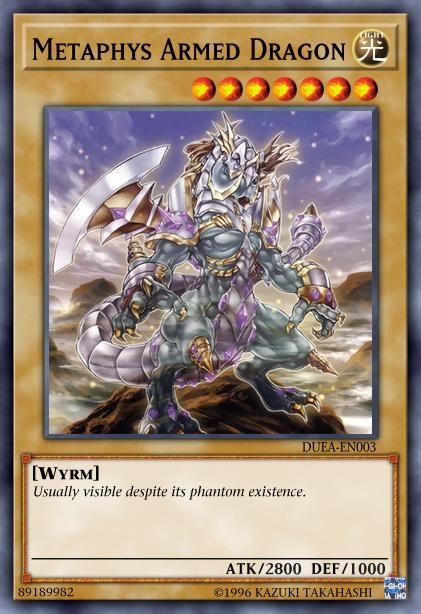 METAPHYS ARMED DRAGON
LIGHT
光
DUEA-EN003
[WYRM]
Usually visible despite its phantom existence.
ATK/2800 DEF/1000
89189982
©1996 KAZUKI TAKAHASHI